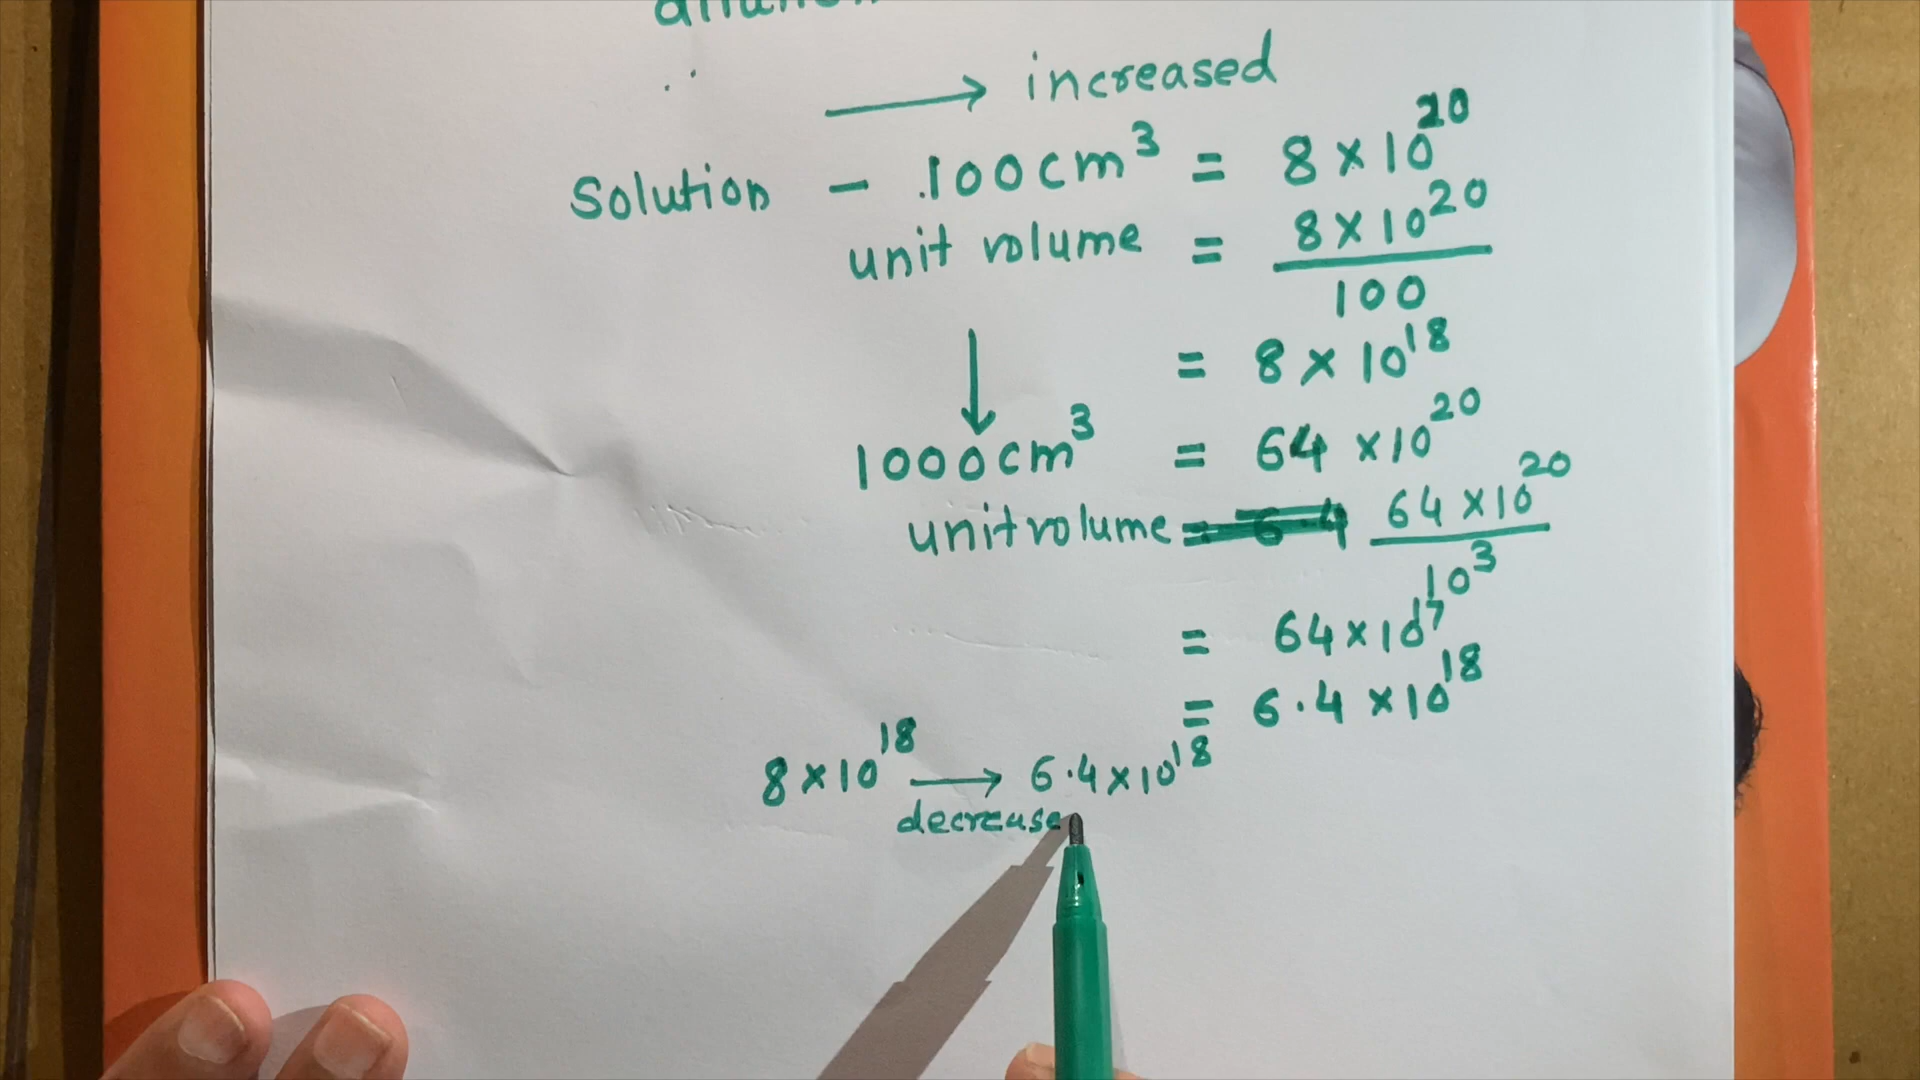 dilution
⟶ increased
Solution - 100cm³ = 8×10²⁰
unit volume = 8×10²⁰/100
= 8×10¹⁸
↓
1000cm³ = 64×10²⁰
unit volume = 6.4 64×10²⁰/10³
= 64×10¹⁷
= 6.4×10¹⁸
8×10¹⁸ ⟶ 6.4×10¹⁸
decrease